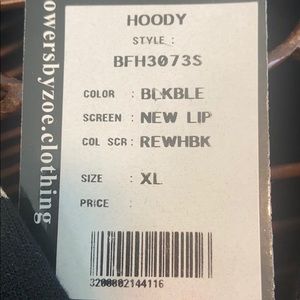 HOODY
STYLE :
BFH3073S
COLOR : BLKBLE
SCREEN : NEW LIP
COL SCR: REWHBK
SIZE : XL
PRICE :
3200002144116
owersbyzoe.clothing